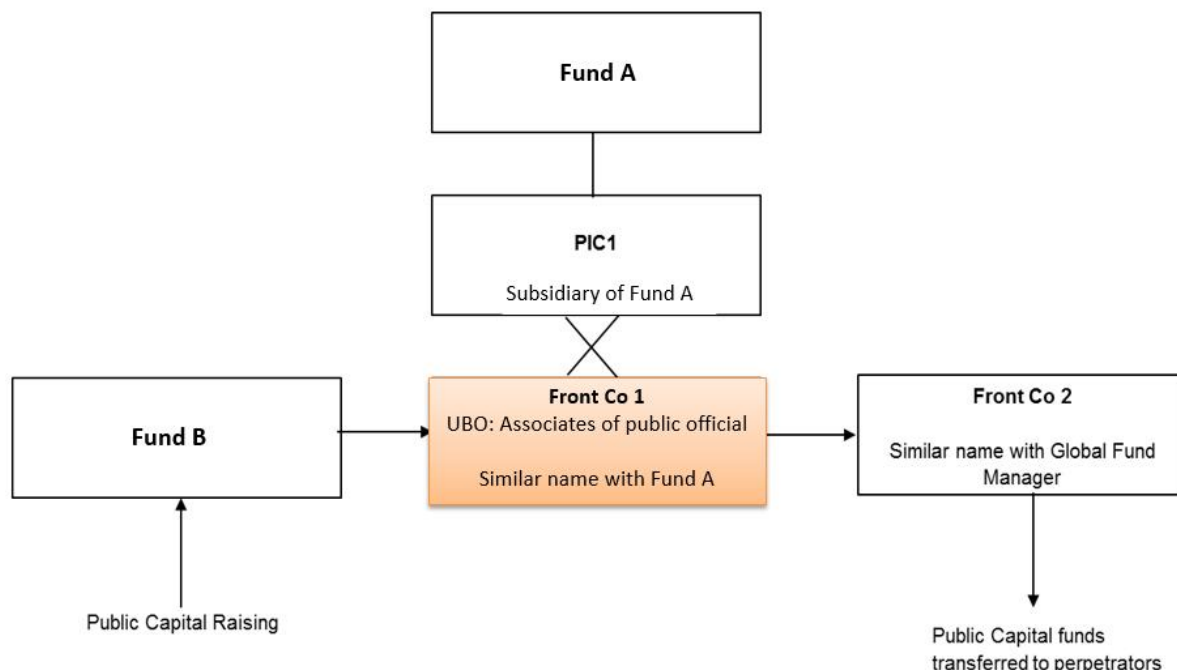 Fund A
PIC1
Subsidiary of Fund A
Fund B
Front Co 1
UBO: Associates of public official
Similar name with Fund A
Front Co 2
Similar name with Global Fund
Manager
Public Capital Raising
Public Capital funds
transferred to perpetrators